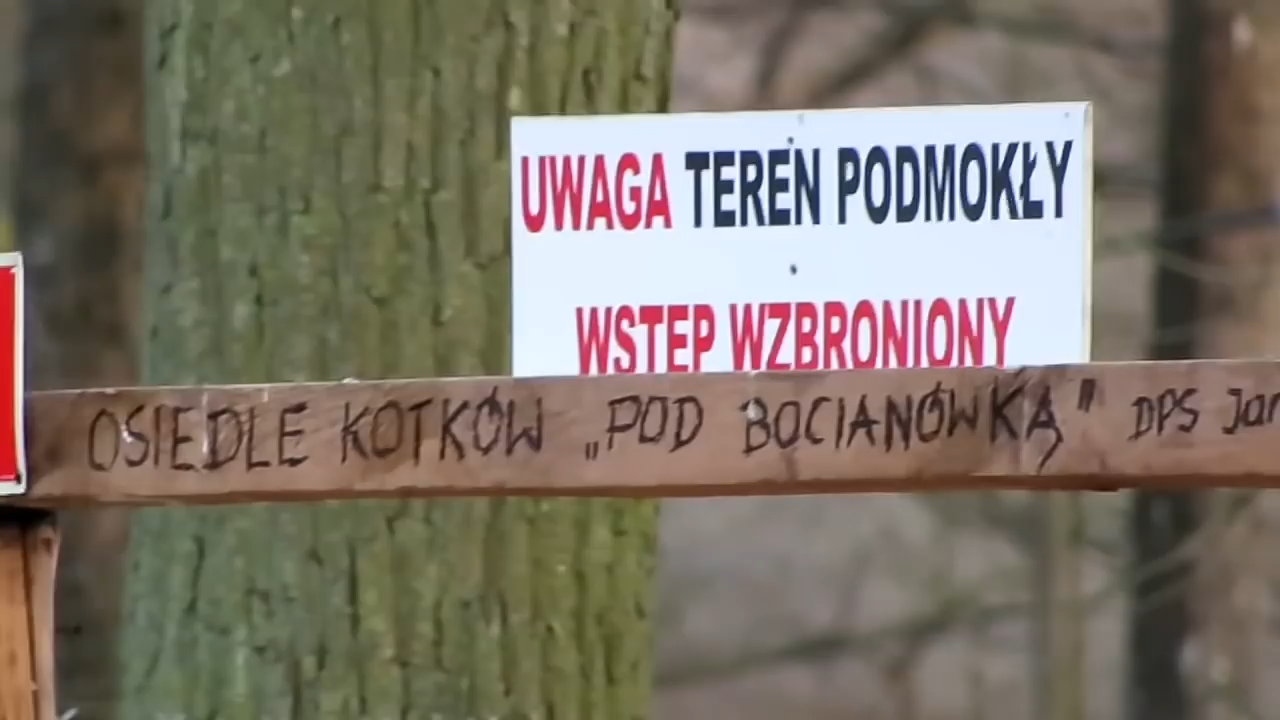 UWAGA TEREN PODMOKŁY
WSTEP WZBRONIONY
OSIEDLE KOTKÓW „POD BOCIANÓWKĄ" DPS